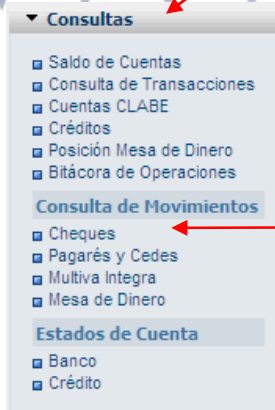 Consultas
Saldo de Cuentas
Consulta de Transacciones
Cuentas CLABE
Créditos
Posición Mesa de Dinero
Bitácora de Operaciones
Consulta de Movimientos
Cheques
Pagarés y Cedes
Multiva Integra
Mesa de Dinero
Estados de Cuenta
Banco
Crédito